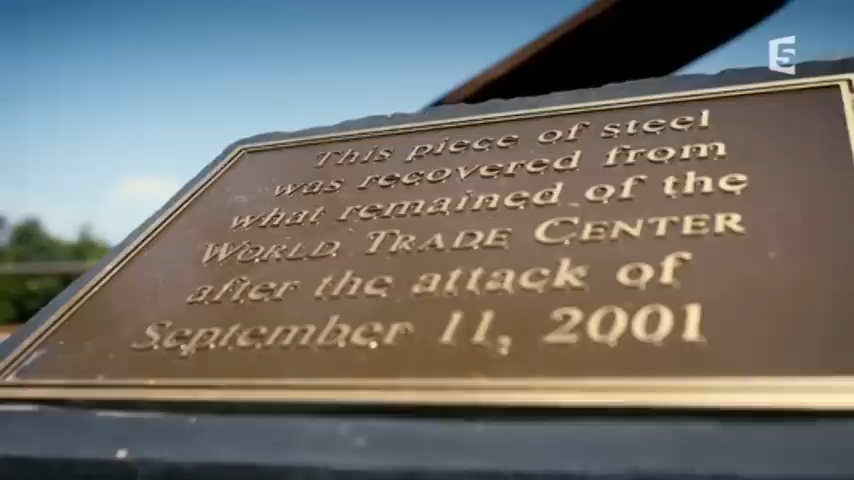 5
This piece of steel
was recovered from
what remained of the
WORLD TRADE CENTER
after the attack of
September 11, 2001